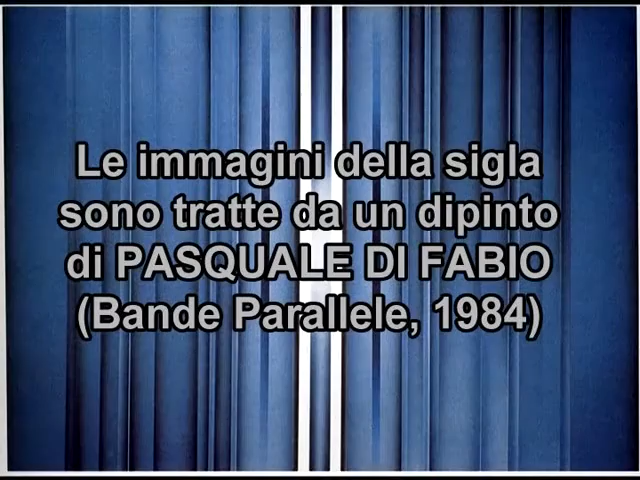 Le immagini della sigla
sono tratte da un dipinto
di PASQUALE DI FABIO
(Bande Parallele, 1984)